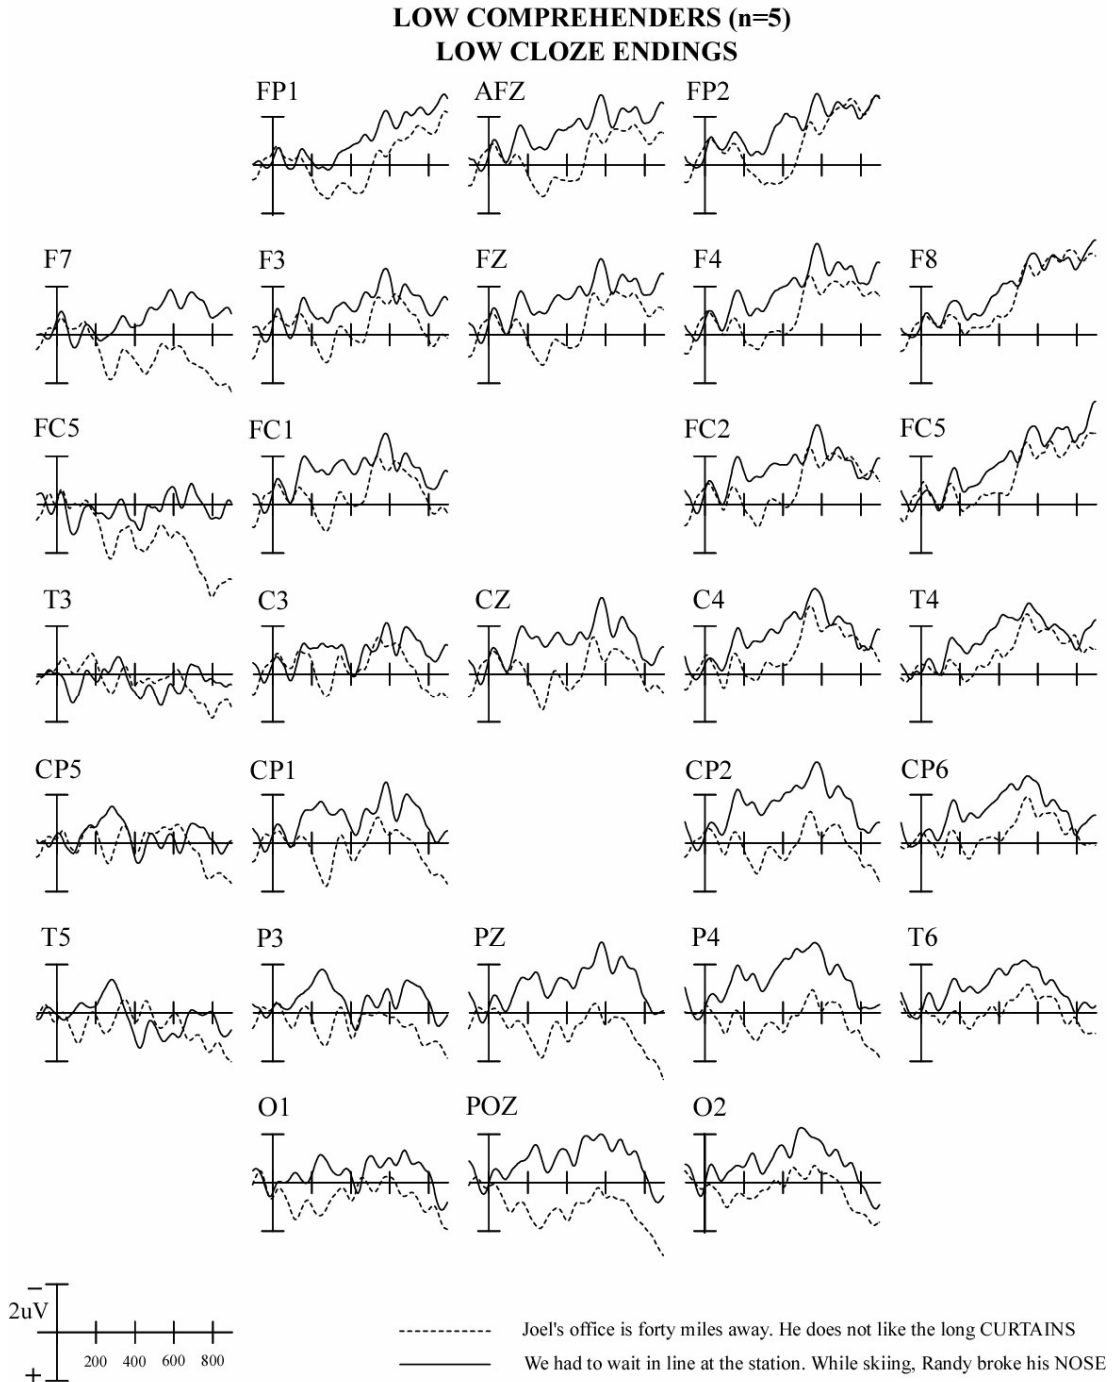 LOW COMPREHENDERS (n=5)
LOW CLOZE ENDINGS
FP1 AFZ FP2
F7 F3 FZ F4 F8
FC5 FC1 FC2 FC5
T3 C3 CZ C4 T4
CP5 CP1 CP2 CP6
T5 P3 PZ P4 T6
O1 POZ O2
−
2uV
+
200 400 600 800
Joel's office is forty miles away. He does not like the long CURTAINS
We had to wait in line at the station. While skiing, Randy broke his NOSE